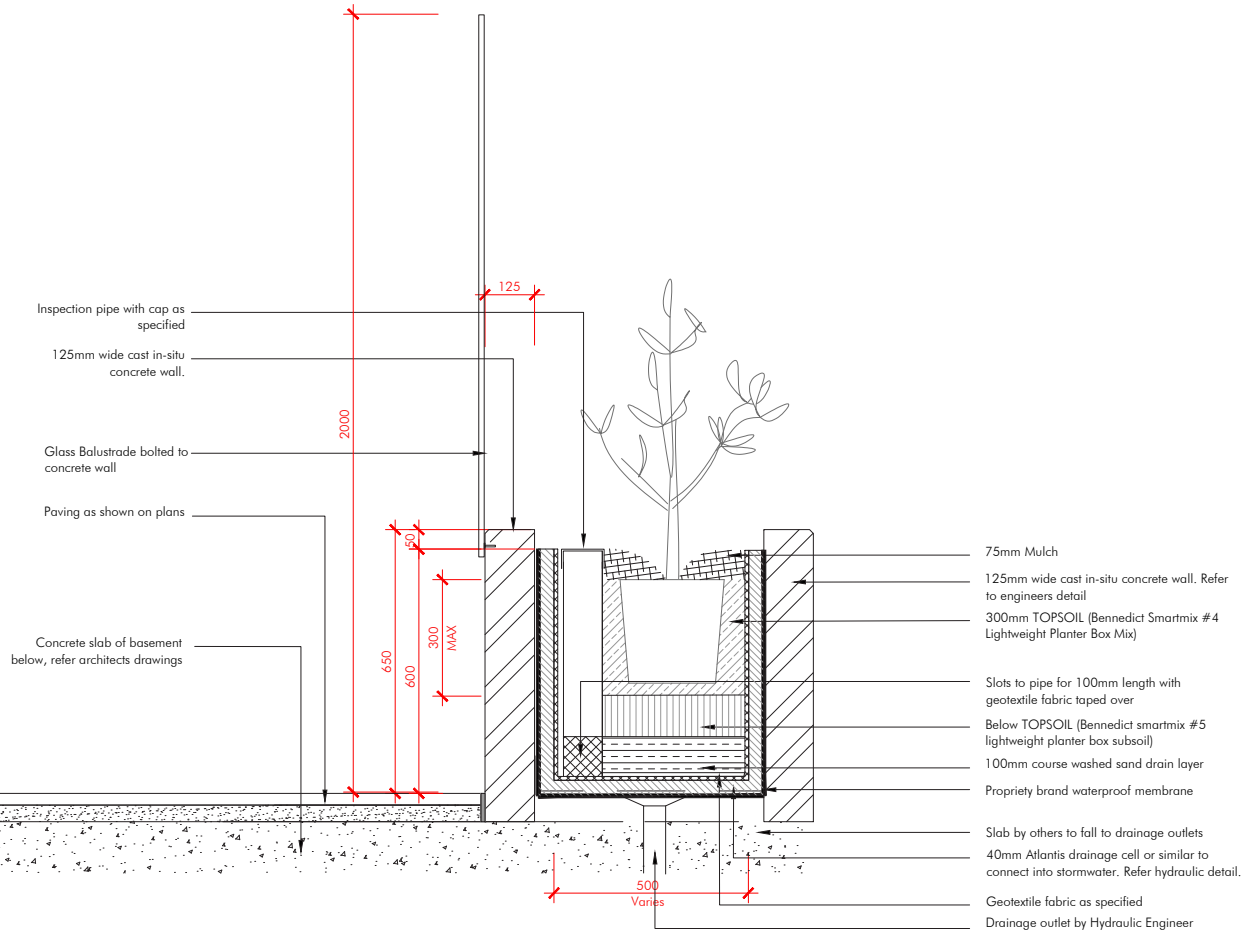 125
Inspection pipe with cap as
specified
125mm wide cast in-situ
concrete wall.
2000
Glass Balustrade bolted to
concrete wall
Paving as shown on plans
50
Concrete slab of basement
below, refer architects drawings
650
600
300
MAX
75mm Mulch
125mm wide cast in-situ concrete wall. Refer
to engineers detail
300mm TOPSOIL (Bennedict Smartmix #4
Lightweight Planter Box Mix)
Slots to pipe for 100mm length with
geotextile fabric taped over
Below TOPSOIL (Bennedict smartmix #5
lightweight planter box subsoil)
100mm course washed sand drain layer
Propriety brand waterproof membrane
Slab by others to fall to drainage outlets
40mm Atlantis drainage cell or similar to
connect into stormwater. Refer hydraulic detail.
500
Varies
Geotextile fabric as specified
Drainage outlet by Hydraulic Engineer